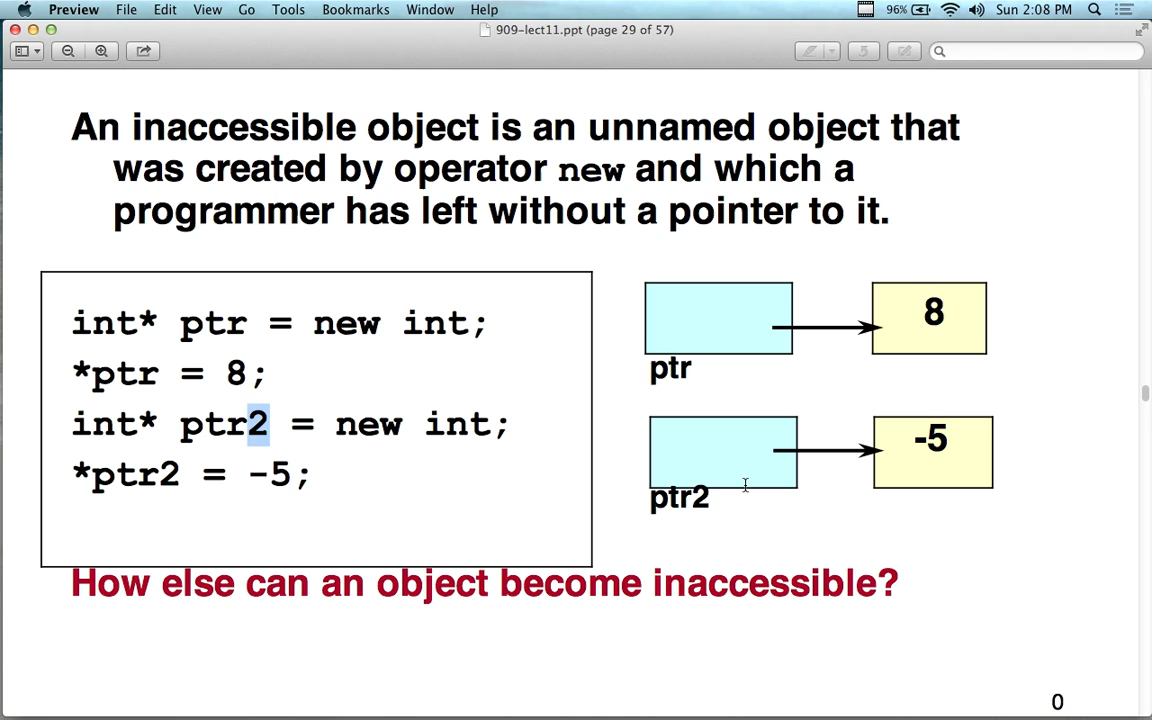 Preview File Edit View Go Tools Bookmarks Window Help 96% Sun 2:08 PM
909-lect11.ppt (page 29 of 57)
An inaccessible object is an unnamed object that
was created by operator new and which a
programmer has left without a pointer to it.
int* ptr = new int;
*ptr = 8;
int* ptr2 = new int;
*ptr2 = -5;
8
ptr
-5
ptr2
How else can an object become inaccessible?
0